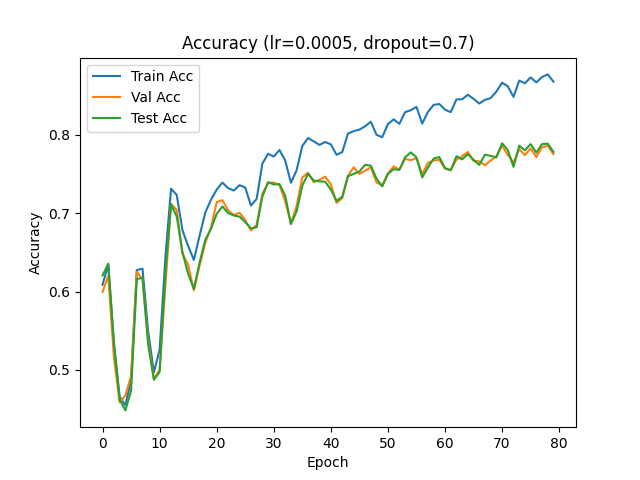 Accuracy (lr=0.0005, dropout=0.7)
Train Acc
Val Acc
Test Acc
Accuracy
0.8
0.7
0.6
0.5
0 10 20 30 40 50 60 70 80
Epoch